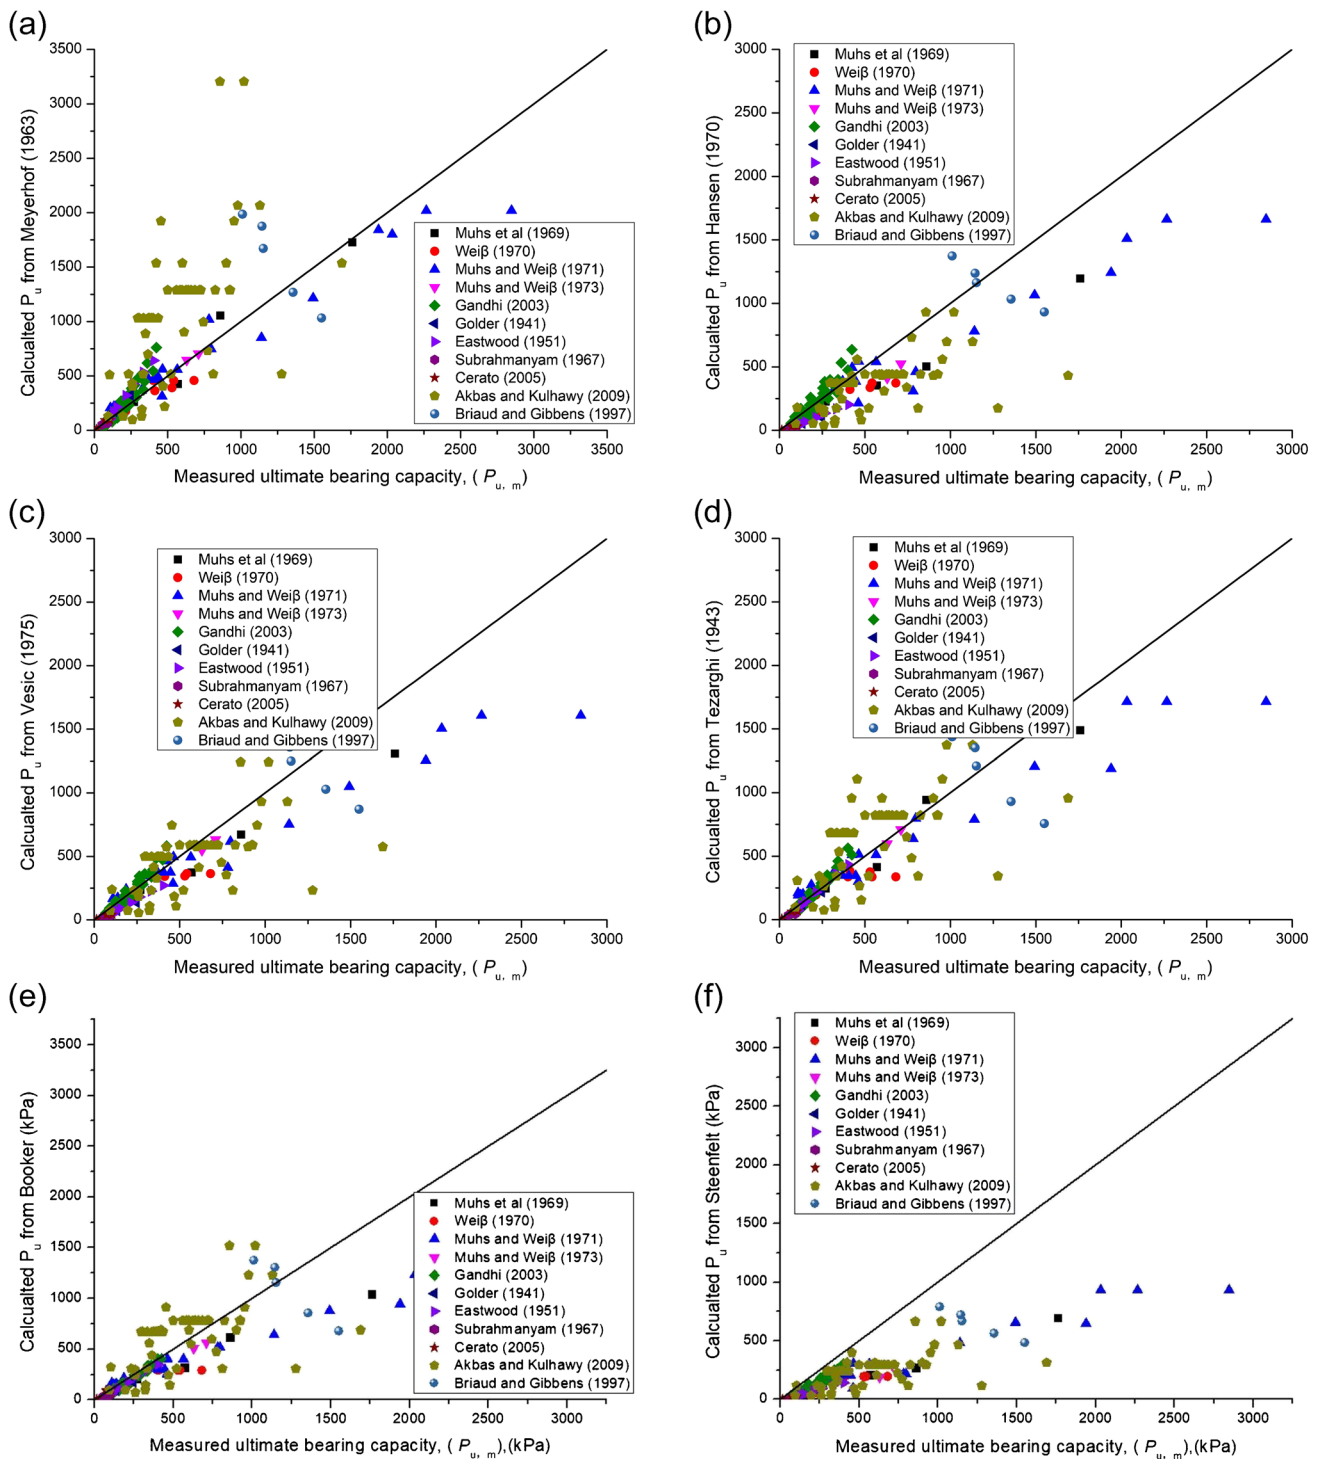 (a)
Calcualted Pu from Meyerhof (1963)
3500
3000
2500
2000
1500
1000
500
0
Muhs et al (1969)
Weiβ (1970)
Muhs and Weiβ (1971)
Muhs and Weiβ (1973)
Gandhi (2003)
Golder (1941)
Eastwood (1951)
Subrahmanyam (1967)
Cerato (2005)
Akbas and Kulhawy (2009)
Briaud and Gibbens (1997)
0 500 1000 1500 2000 2500 3000 3500
Measured ultimate bearing capacity, ( Pu, m)
(b)
Calcualted Pu from Hansen (1970)
3000
2500
2000
1500
1000
500
0
Muhs et al (1969)
Weiβ (1970)
Muhs and Weiβ (1971)
Muhs and Weiβ (1973)
Gandhi (2003)
Golder (1941)
Eastwood (1951)
Subrahmanyam (1967)
Cerato (2005)
Akbas and Kulhawy (2009)
Briaud and Gibbens (1997)
0 500 1000 1500 2000 2500 3000
Measured ultimate bearing capacity, ( Pu, m)
(c)
Calcualted Pu from Vesic (1975)
3000
2500
2000
1500
1000
500
0
Muhs et al (1969)
Weiβ (1970)
Muhs and Weiβ (1971)
Muhs and Weiβ (1973)
Gandhi (2003)
Golder (1941)
Eastwood (1951)
Subrahmanyam (1967)
Cerato (2005)
Akbas and Kulhawy (2009)
Briaud and Gibbens (1997)
0 500 1000 1500 2000 2500 3000
Measured ultimate bearing capacity, ( Pu, m)
(d)
Calcualted Pu from Tezarghi (1943)
3000
2500
2000
1500
1000
500
0
Muhs et al (1969)
Weiβ (1970)
Muhs and Weiβ (1971)
Muhs and Weiβ (1973)
Gandhi (2003)
Golder (1941)
Eastwood (1951)
Subrahmanyam (1967)
Cerato (2005)
Akbas and Kulhawy (2009)
Briaud and Gibbens (1997)
0 500 1000 1500 2000 2500 3000
Measured ultimate bearing capacity, ( Pu, m)
(e)
Calcualted Pu from Booker (kPa)
3500
3000
2500
2000
1500
1000
500
0
Muhs et al (1969)
Weiβ (1970)
Muhs and Weiβ (1971)
Muhs and Weiβ (1973)
Gandhi (2003)
Golder (1941)
Eastwood (1951)
Subrahmanyam (1967)
Cerato (2005)
Akbas and Kulhawy (2009)
Briaud and Gibbens (1997)
0 500 1000 1500 2000 2500 3000
Measured ultimate bearing capacity, ( Pu, m),(kPa)
(f)
Calcualted Pu from Steenfelt (kPa)
3000
2500
2000
1500
1000
500
0
Muhs et al (1969)
Weiβ (1970)
Muhs and Weiβ (1971)
Muhs and Weiβ (1973)
Gandhi (2003)
Golder (1941)
Eastwood (1951)
Subrahmanyam (1967)
Cerato (2005)
Akbas and Kulhawy (2009)
Briaud and Gibbens (1997)
0 500 1000 1500 2000 2500 3000
Measured ultimate bearing capacity, ( Pu, m),(kPa)